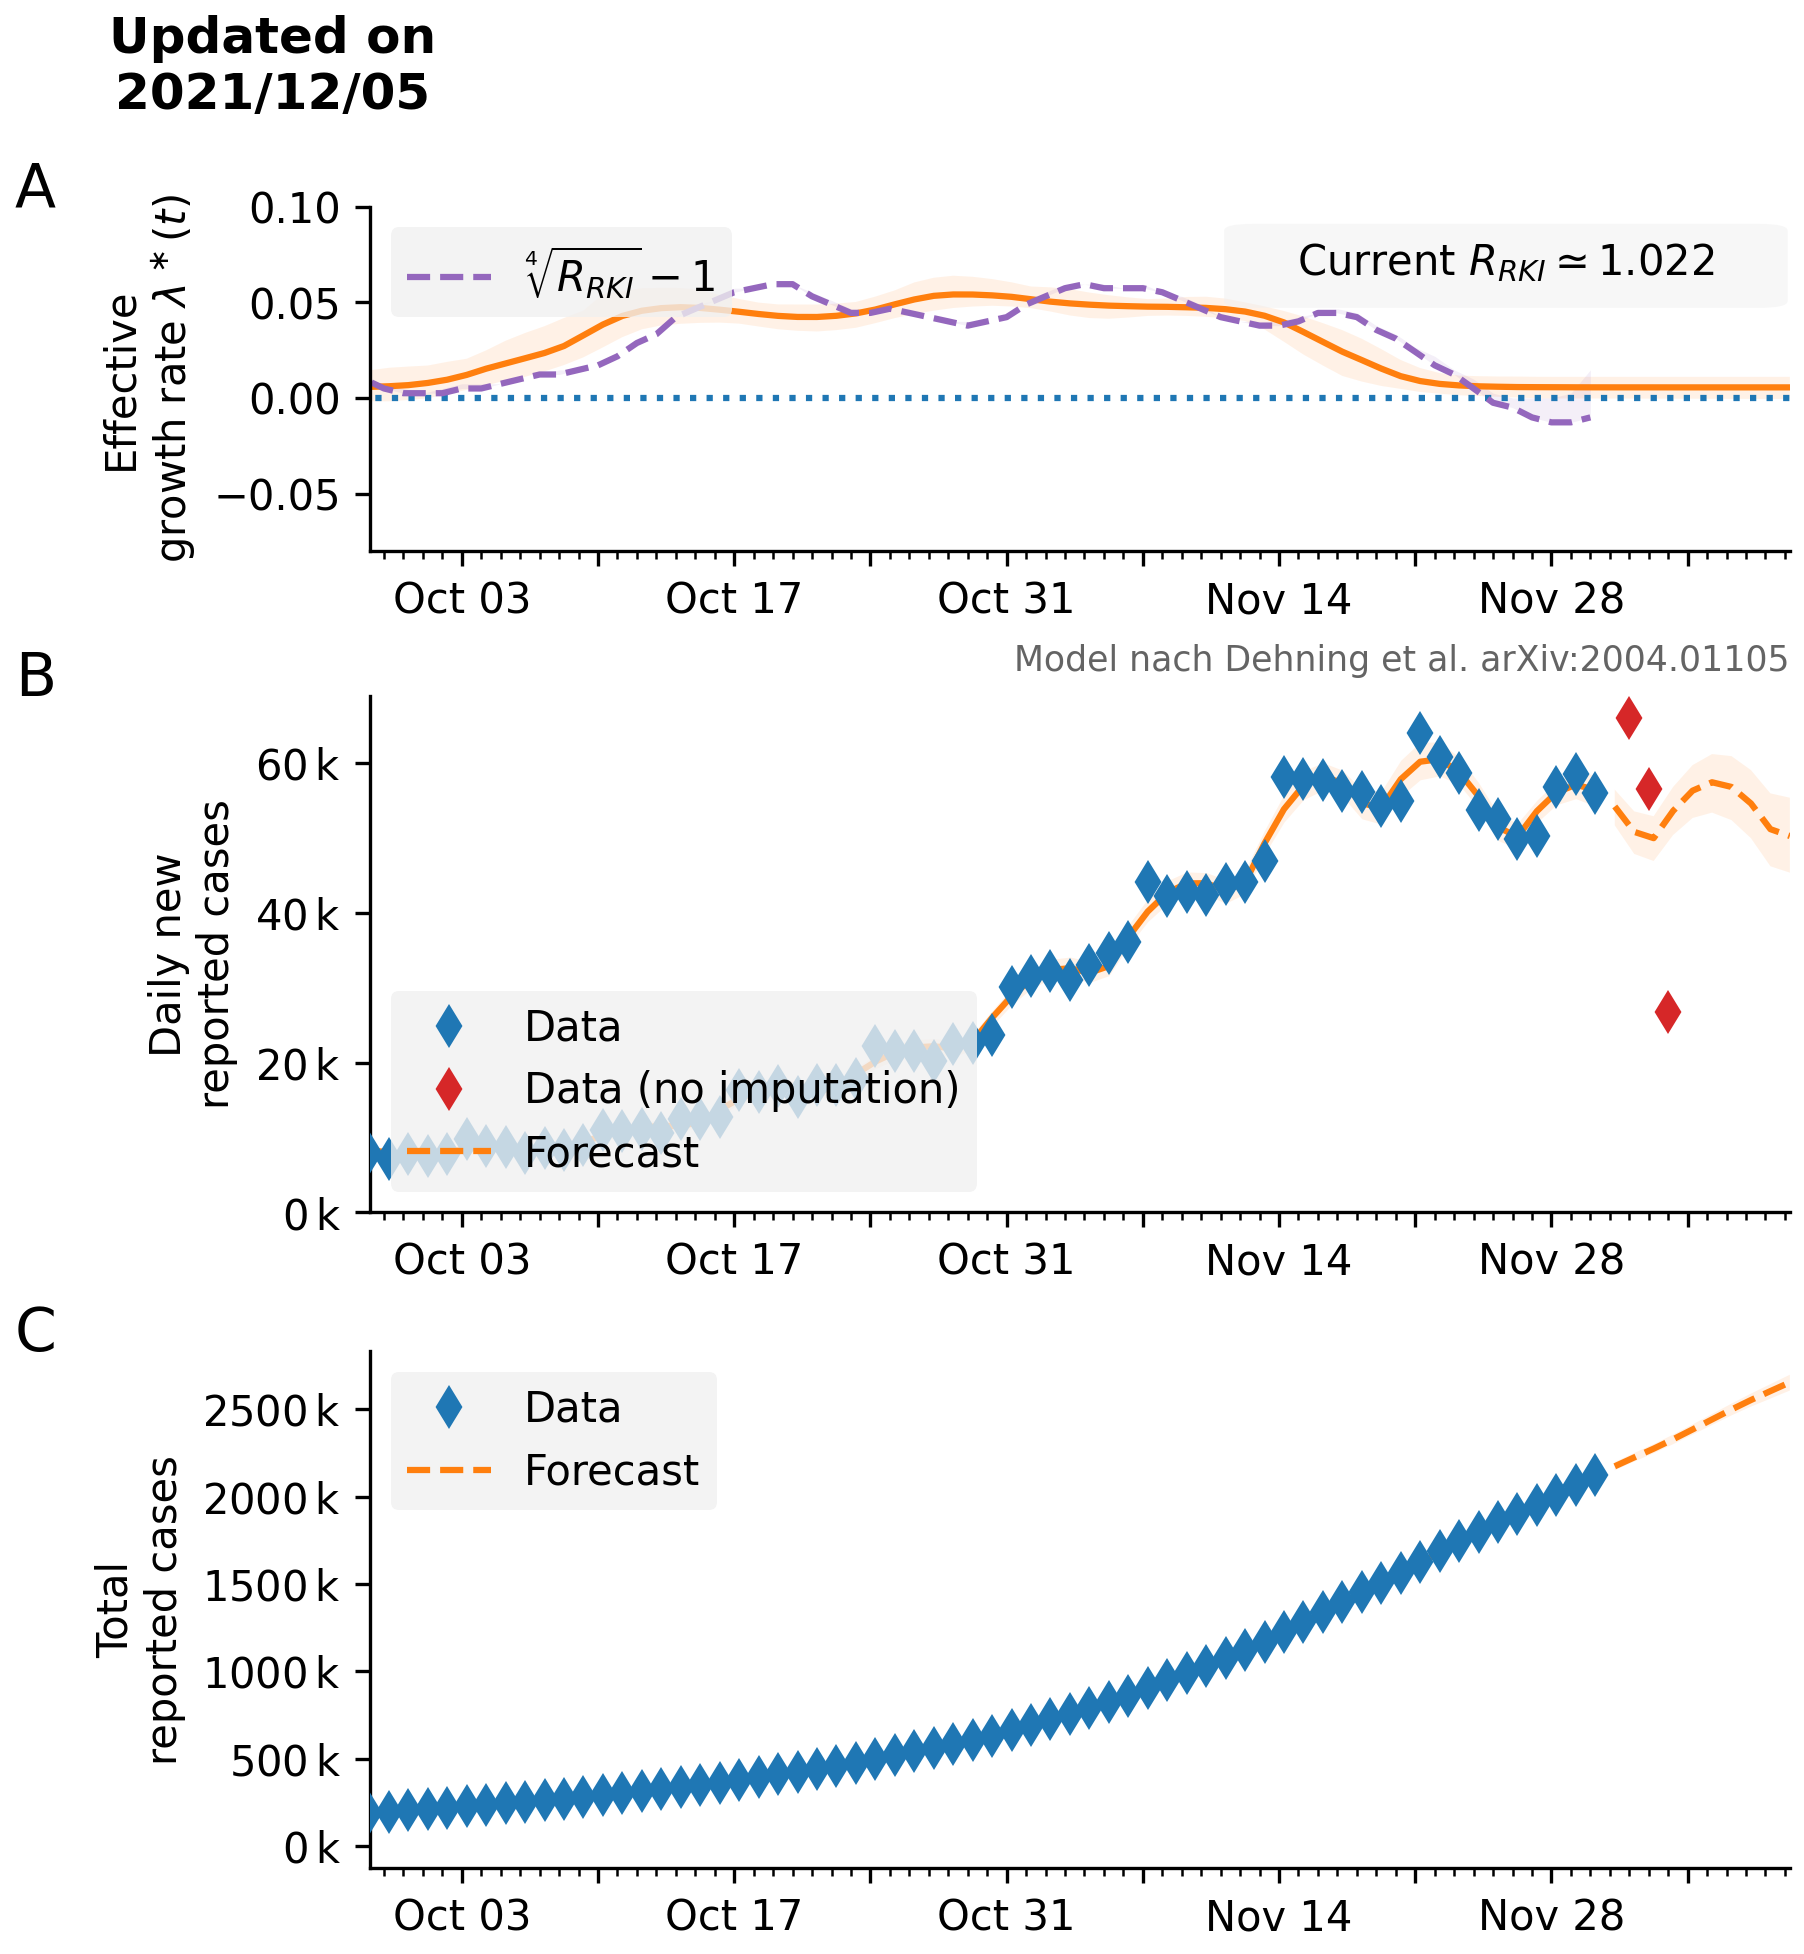 Updated on
2021/12/05
A
Effective
growth rate λ * (t)
0.10
0.05
0.00
−0.05
∜R_RKI − 1
Current R_RKI ≃ 1.022
Oct 03
Oct 17
Oct 31
Nov 14
Nov 28
Model nach Dehning et al. arXiv:2004.01105
B
Daily new
reported cases
60 k
40 k
20 k
0 k
Data
Data (no imputation)
Forecast
Oct 03
Oct 17
Oct 31
Nov 14
Nov 28
C
Total
reported cases
2500 k
2000 k
1500 k
1000 k
500 k
0 k
Data
Forecast
Oct 03
Oct 17
Oct 31
Nov 14
Nov 28